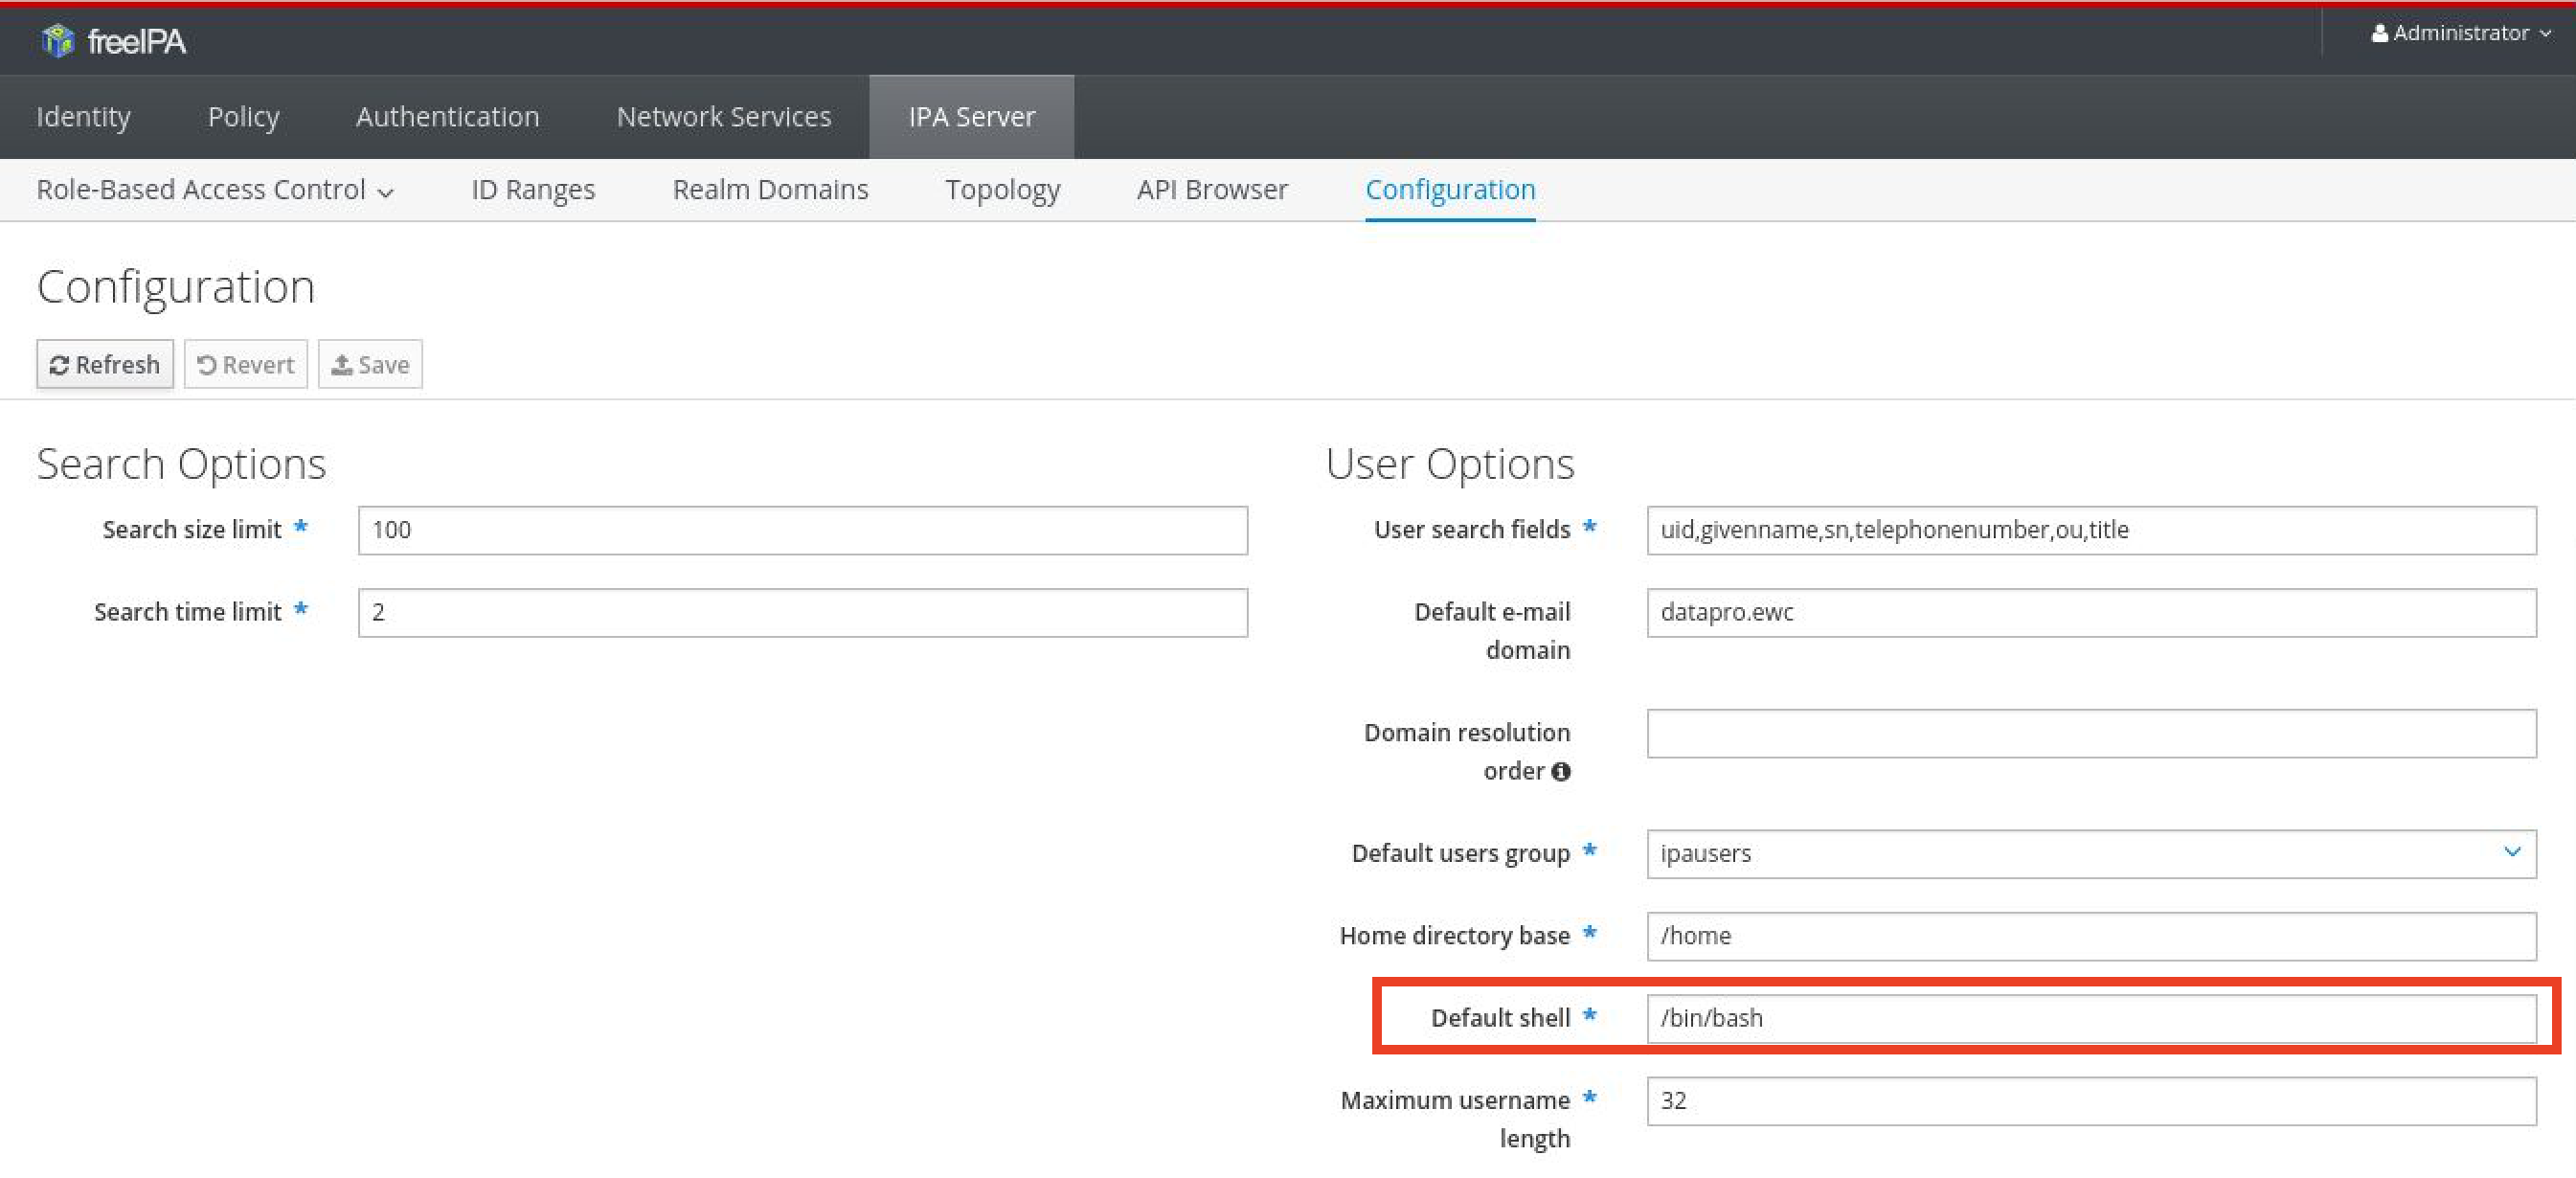 freeIPA
Administrator
Identity Policy Authentication Network Services IPA Server
Role-Based Access Control ID Ranges Realm Domains Topology API Browser Configuration
Configuration
Refresh Revert Save
Search Options
Search size limit * 100
Search time limit * 2
User Options
User search fields * uid,givenname,sn,telephonenumber,ou,title
Default e-mail datapro.ewc
domain
Domain resolution
order
Default users group * ipausers
Home directory base * /home
Default shell * /bin/bash
Maximum username * 32
length